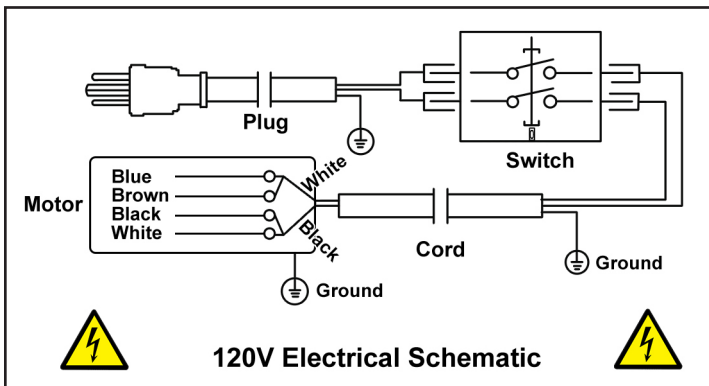 Plug
Switch
Motor
Blue
Brown
Black
White
White
Black
Cord
Ground
Ground
120V Electrical Schematic